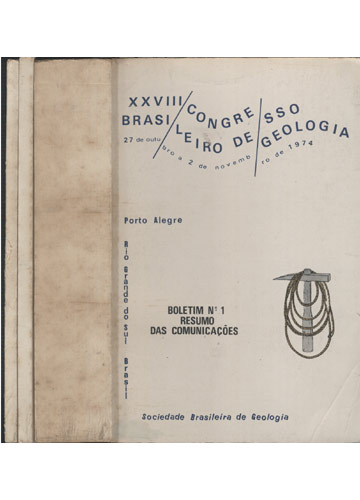 XXVIII CONGRESSO
BRASILEIRO DE GEOLOGIA
27 de outubro a 2 de novembro de 1974
Porto Alegre
Rio Grande do Sul Brasil
BOLETIM Nº 1
RESUMO
DAS COMUNICAÇÕES
Sociedade Brasileira de Geologia